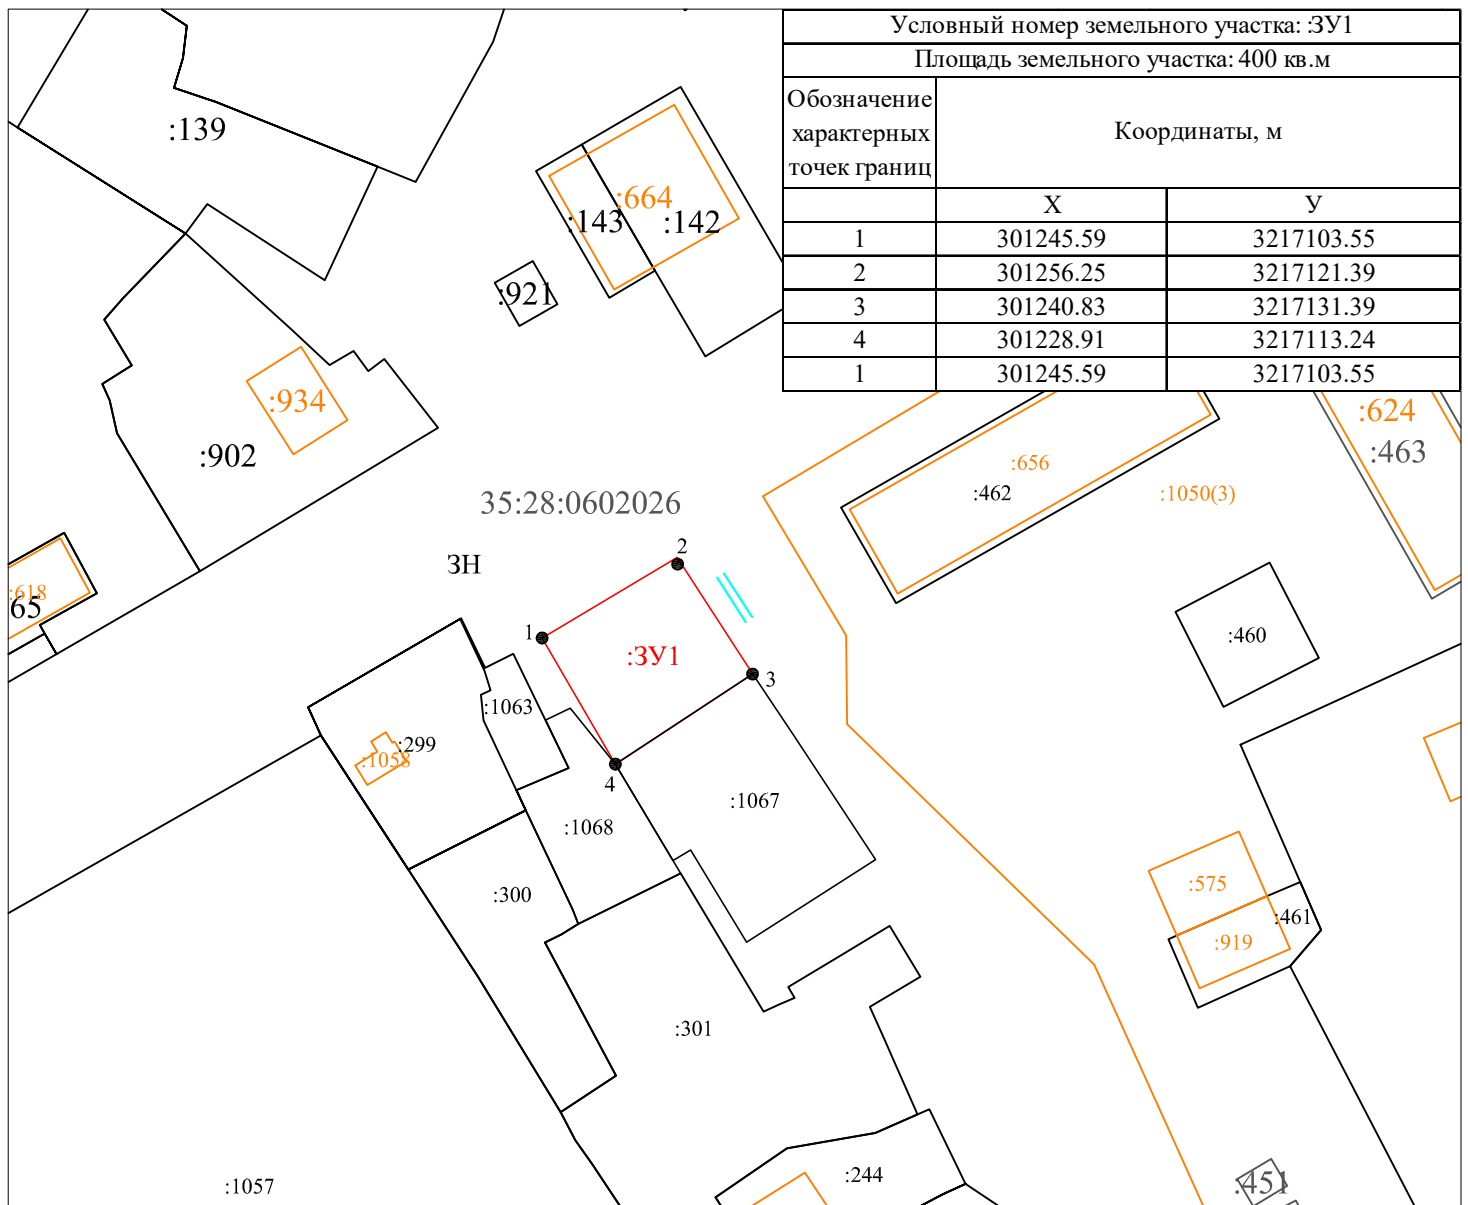 Условный номер земельного участка: :ЗУ1
Площадь земельного участка: 400 кв.м
Обозначение
характерных
точек границ
Координаты, м
Х У
1 301245.59 3217103.55
2 301256.25 3217121.39
3 301240.83 3217131.39
4 301228.91 3217113.24
1 301245.59 3217103.55
:139
:664
:143
:142
:921
:934
:902
:624
:463
:656
:462
:1050(3)
35:28:0602026
ЗН
2
:618
65
1
:ЗУ1
:460
3
:1063
:299
:1058
4
:1067
:1068
:300
:575
:461
:919
:301
:244
:1057
:451